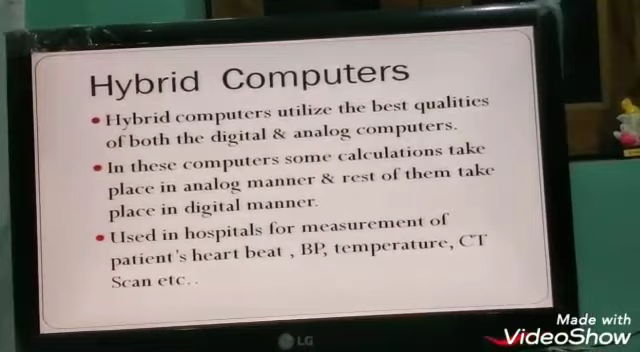 Hybrid Computers
• Hybrid computers utilize the best qualities
of both the digital & analog computers.
• In these computers some calculations take
place in analog manner & rest of them take
place in digital manner.
• Used in hospitals for measurement of
patient's heart beat , BP, temperature, CT
Scan etc..
LG
Made with
VideoShow